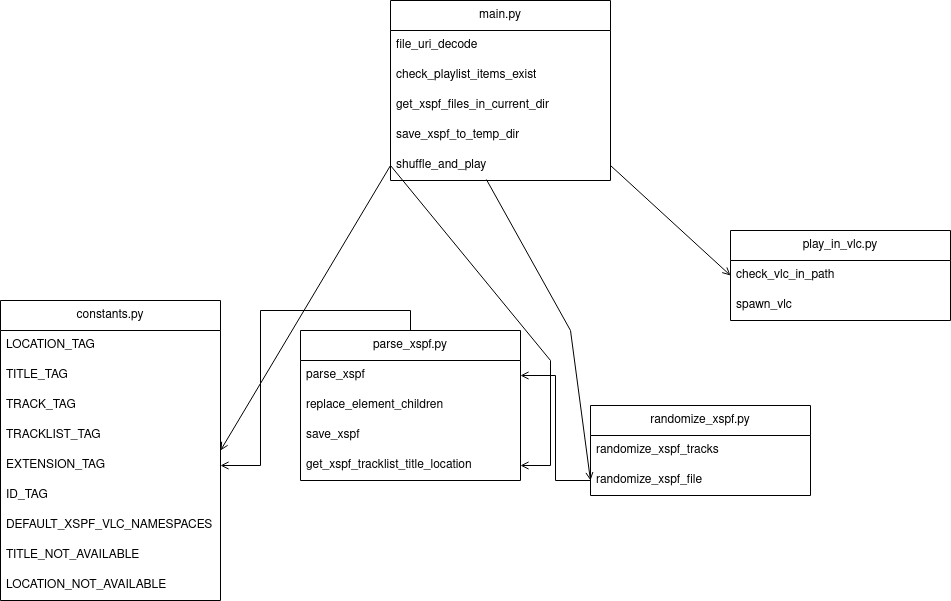 main.py
file_uri_decode
check_playlist_items_exist
get_xspf_files_in_current_dir
save_xspf_to_temp_dir
shuffle_and_play
play_in_vlc.py
check_vlc_in_path
spawn_vlc
constants.py
LOCATION_TAG
TITLE_TAG
TRACK_TAG
TRACKLIST_TAG
EXTENSION_TAG
ID_TAG
DEFAULT_XSPF_VLC_NAMESPACES
TITLE_NOT_AVAILABLE
LOCATION_NOT_AVAILABLE
parse_xspf.py
parse_xspf
replace_element_children
save_xspf
get_xspf_tracklist_title_location
randomize_xspf.py
randomize_xspf_tracks
randomize_xspf_file